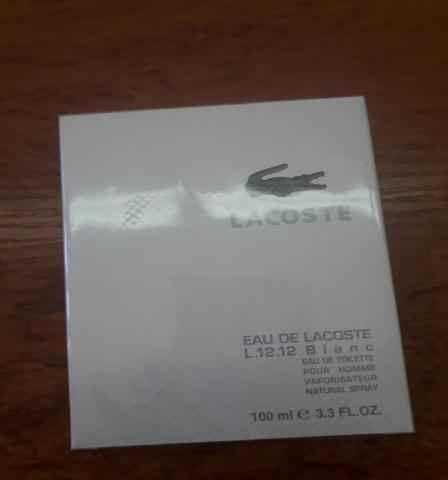 LACOSTE
EAU DE LACOSTE
L.12.12 Blanc
EAU DE TOILETTE
POUR HOMME
VAPORISATEUR
NATURAL SPRAY
100 ml ℮ 3.3 FL.OZ.